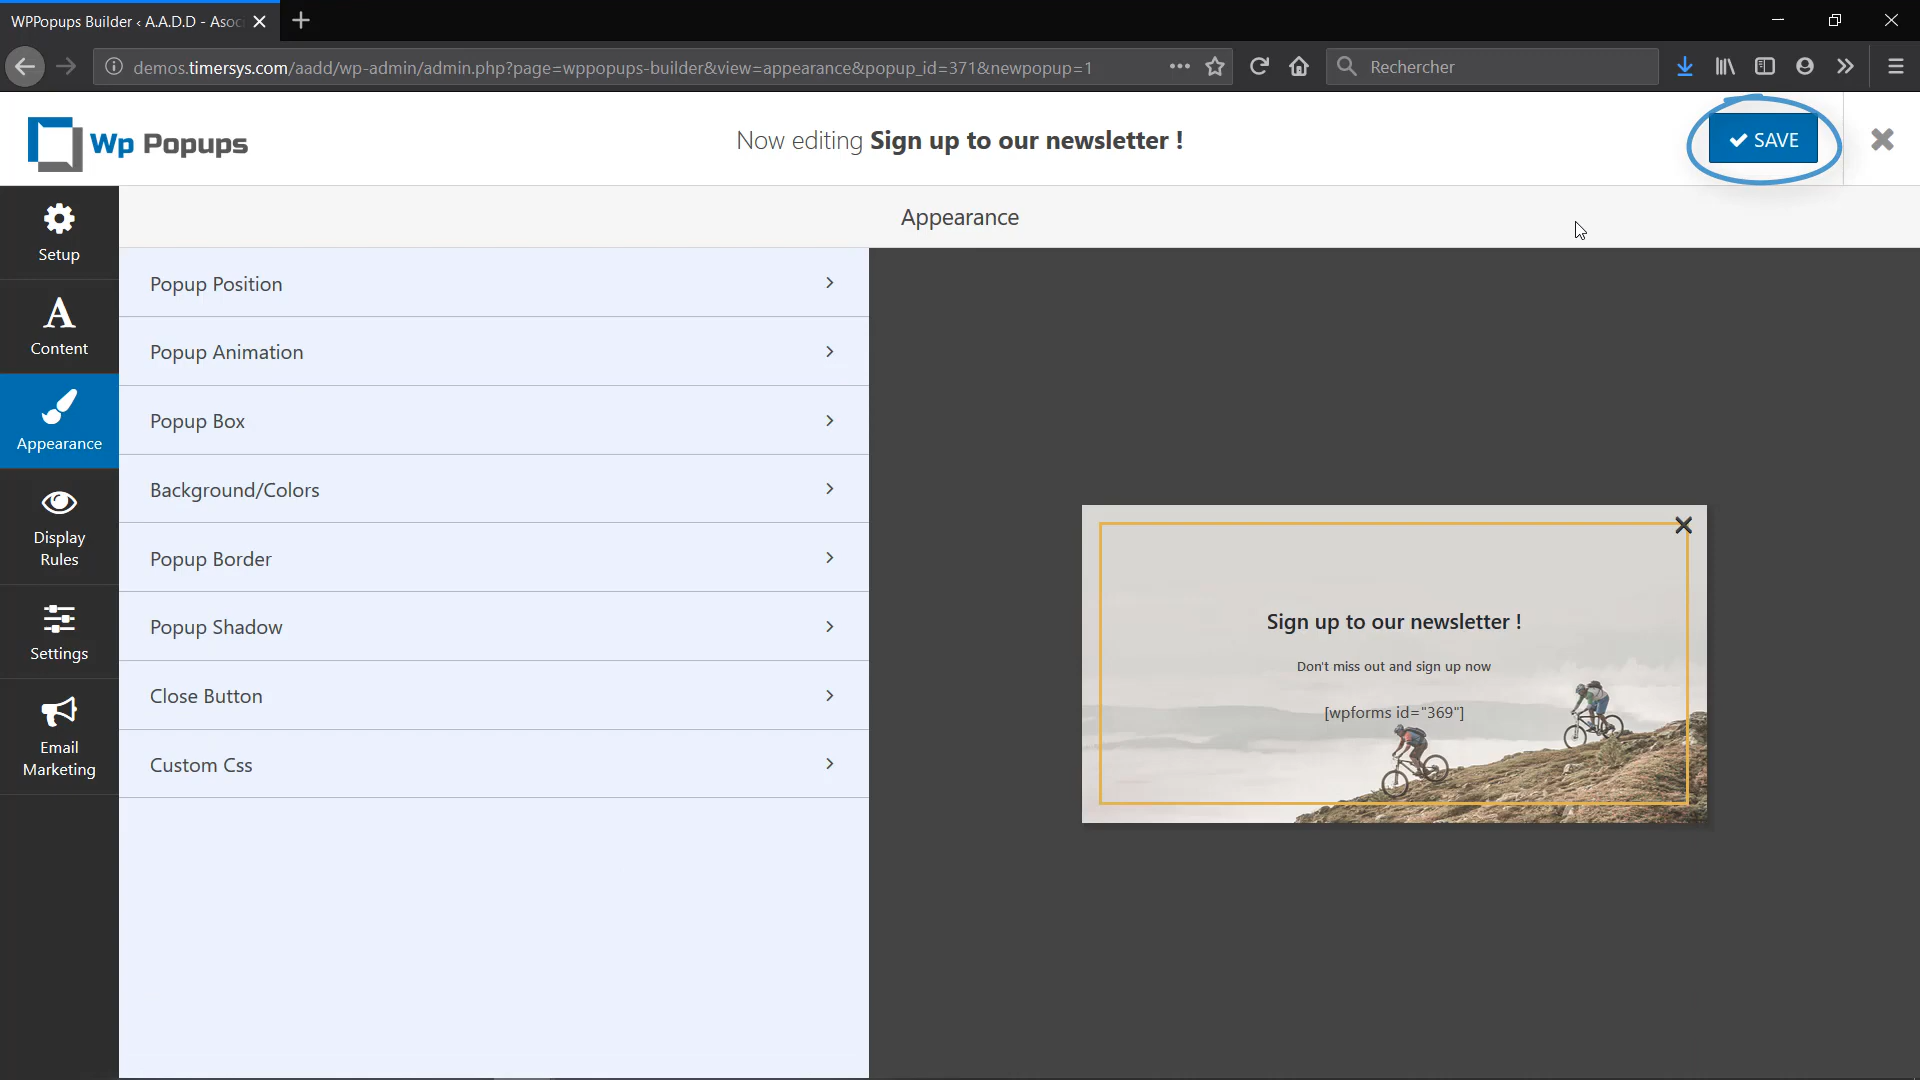 WPPopups Builder ‹ A.A.D.D - Asoc
demos.timersys.com/aadd/wp-admin/admin.php?page=wppopups-builder&view=appearance&popup_id=371&newpopup=1
Rechercher
Wp Popups
Now editing Sign up to our newsletter !
SAVE
Setup
Content
Appearance
Display
Rules
Settings
Email
Marketing
Appearance
Popup Position
Popup Animation
Popup Box
Background/Colors
Popup Border
Popup Shadow
Close Button
Custom Css
Sign up to our newsletter !
Don't miss out and sign up now
[wpforms id="369"]